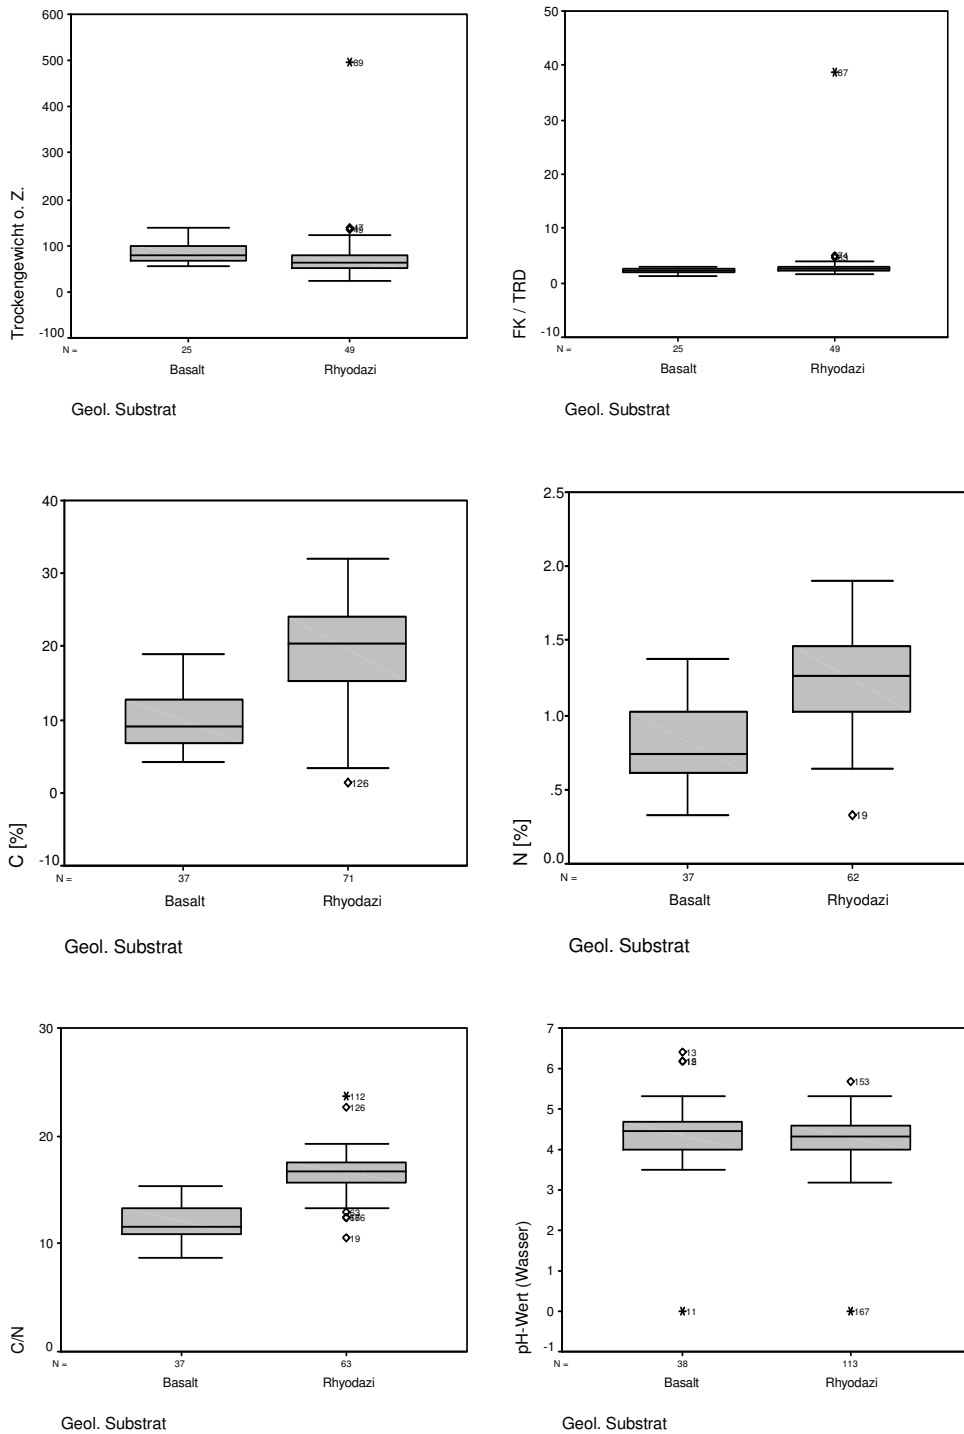 Trockengewicht o. Z.
600
500
400
300
200
100
0
-100
89
N =
25
49
Basalt
Rhyodazi
Geol. Substrat
FK / TRD
50
40
30
20
10
0
-10
87
N =
25
49
Basalt
Rhyodazi
Geol. Substrat
C [%]
40
30
20
10
0
-10
126
N =
37
71
Basalt
Rhyodazi
Geol. Substrat
N [%]
2.5
2.0
1.5
1.0
.5
0.0
19
N =
37
62
Basalt
Rhyodazi
Geol. Substrat
C/N
30
20
10
0
112
126
19
N =
37
63
Basalt
Rhyodazi
Geol. Substrat
pH-Wert (Wasser)
7
6
5
4
3
2
1
0
-1
13
11
153
167
N =
38
113
Basalt
Rhyodazi
Geol. Substrat